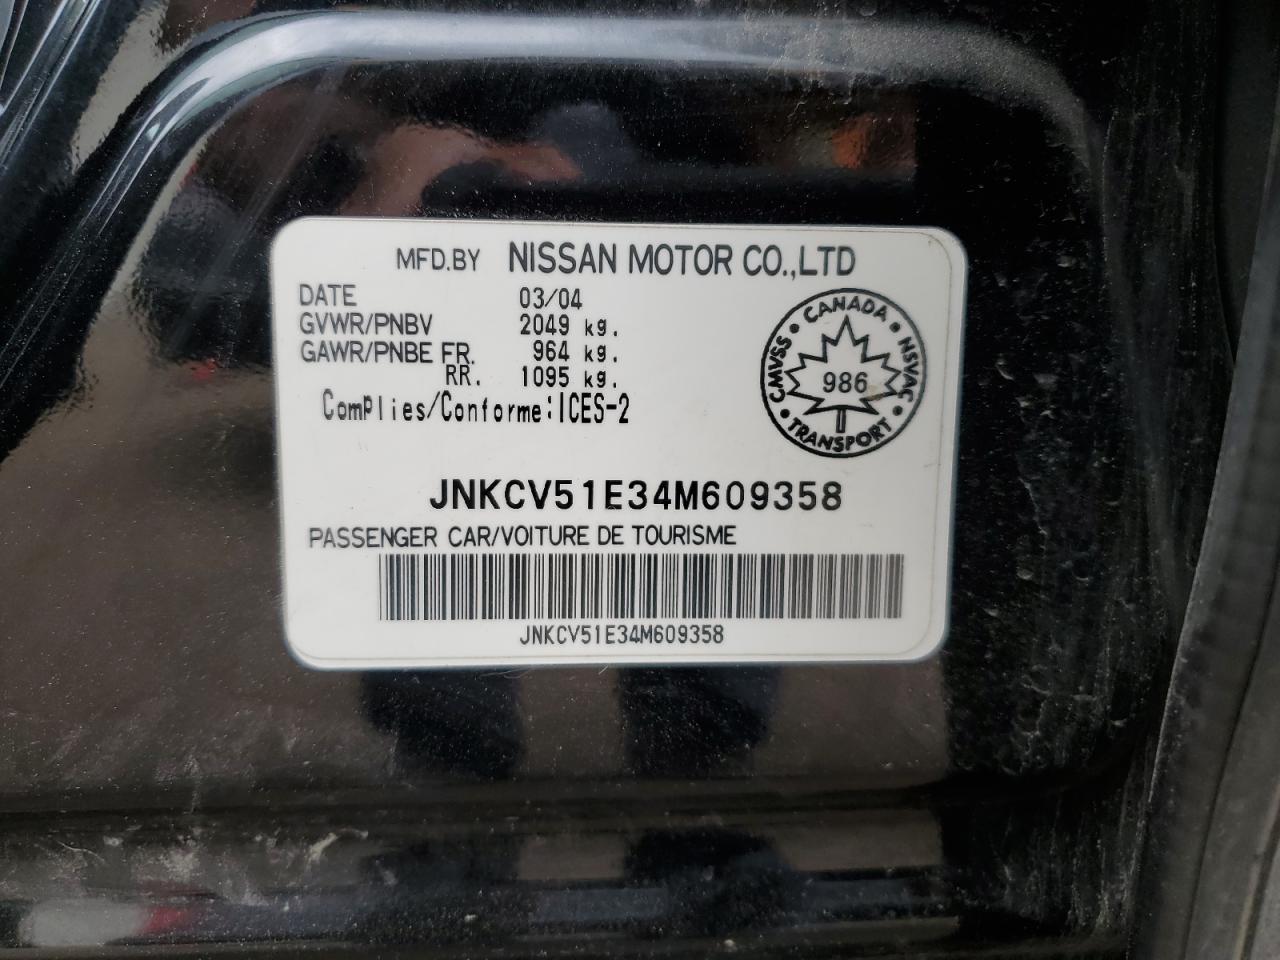 MFD.BY NISSAN MOTOR CO.,LTD
DATE 03/04
GVWR/PNBV 2049 kg.
GAWR/PNBE FR. 964 kg.
RR. 1095 kg.
ComPlies/Conforme:ICES-2
CANADA
CMVSS • NSVAC
986
TRANSPORT
JNKCV51E34M609358
PASSENGER CAR/VOITURE DE TOURISME
JNKCV51E34M609358